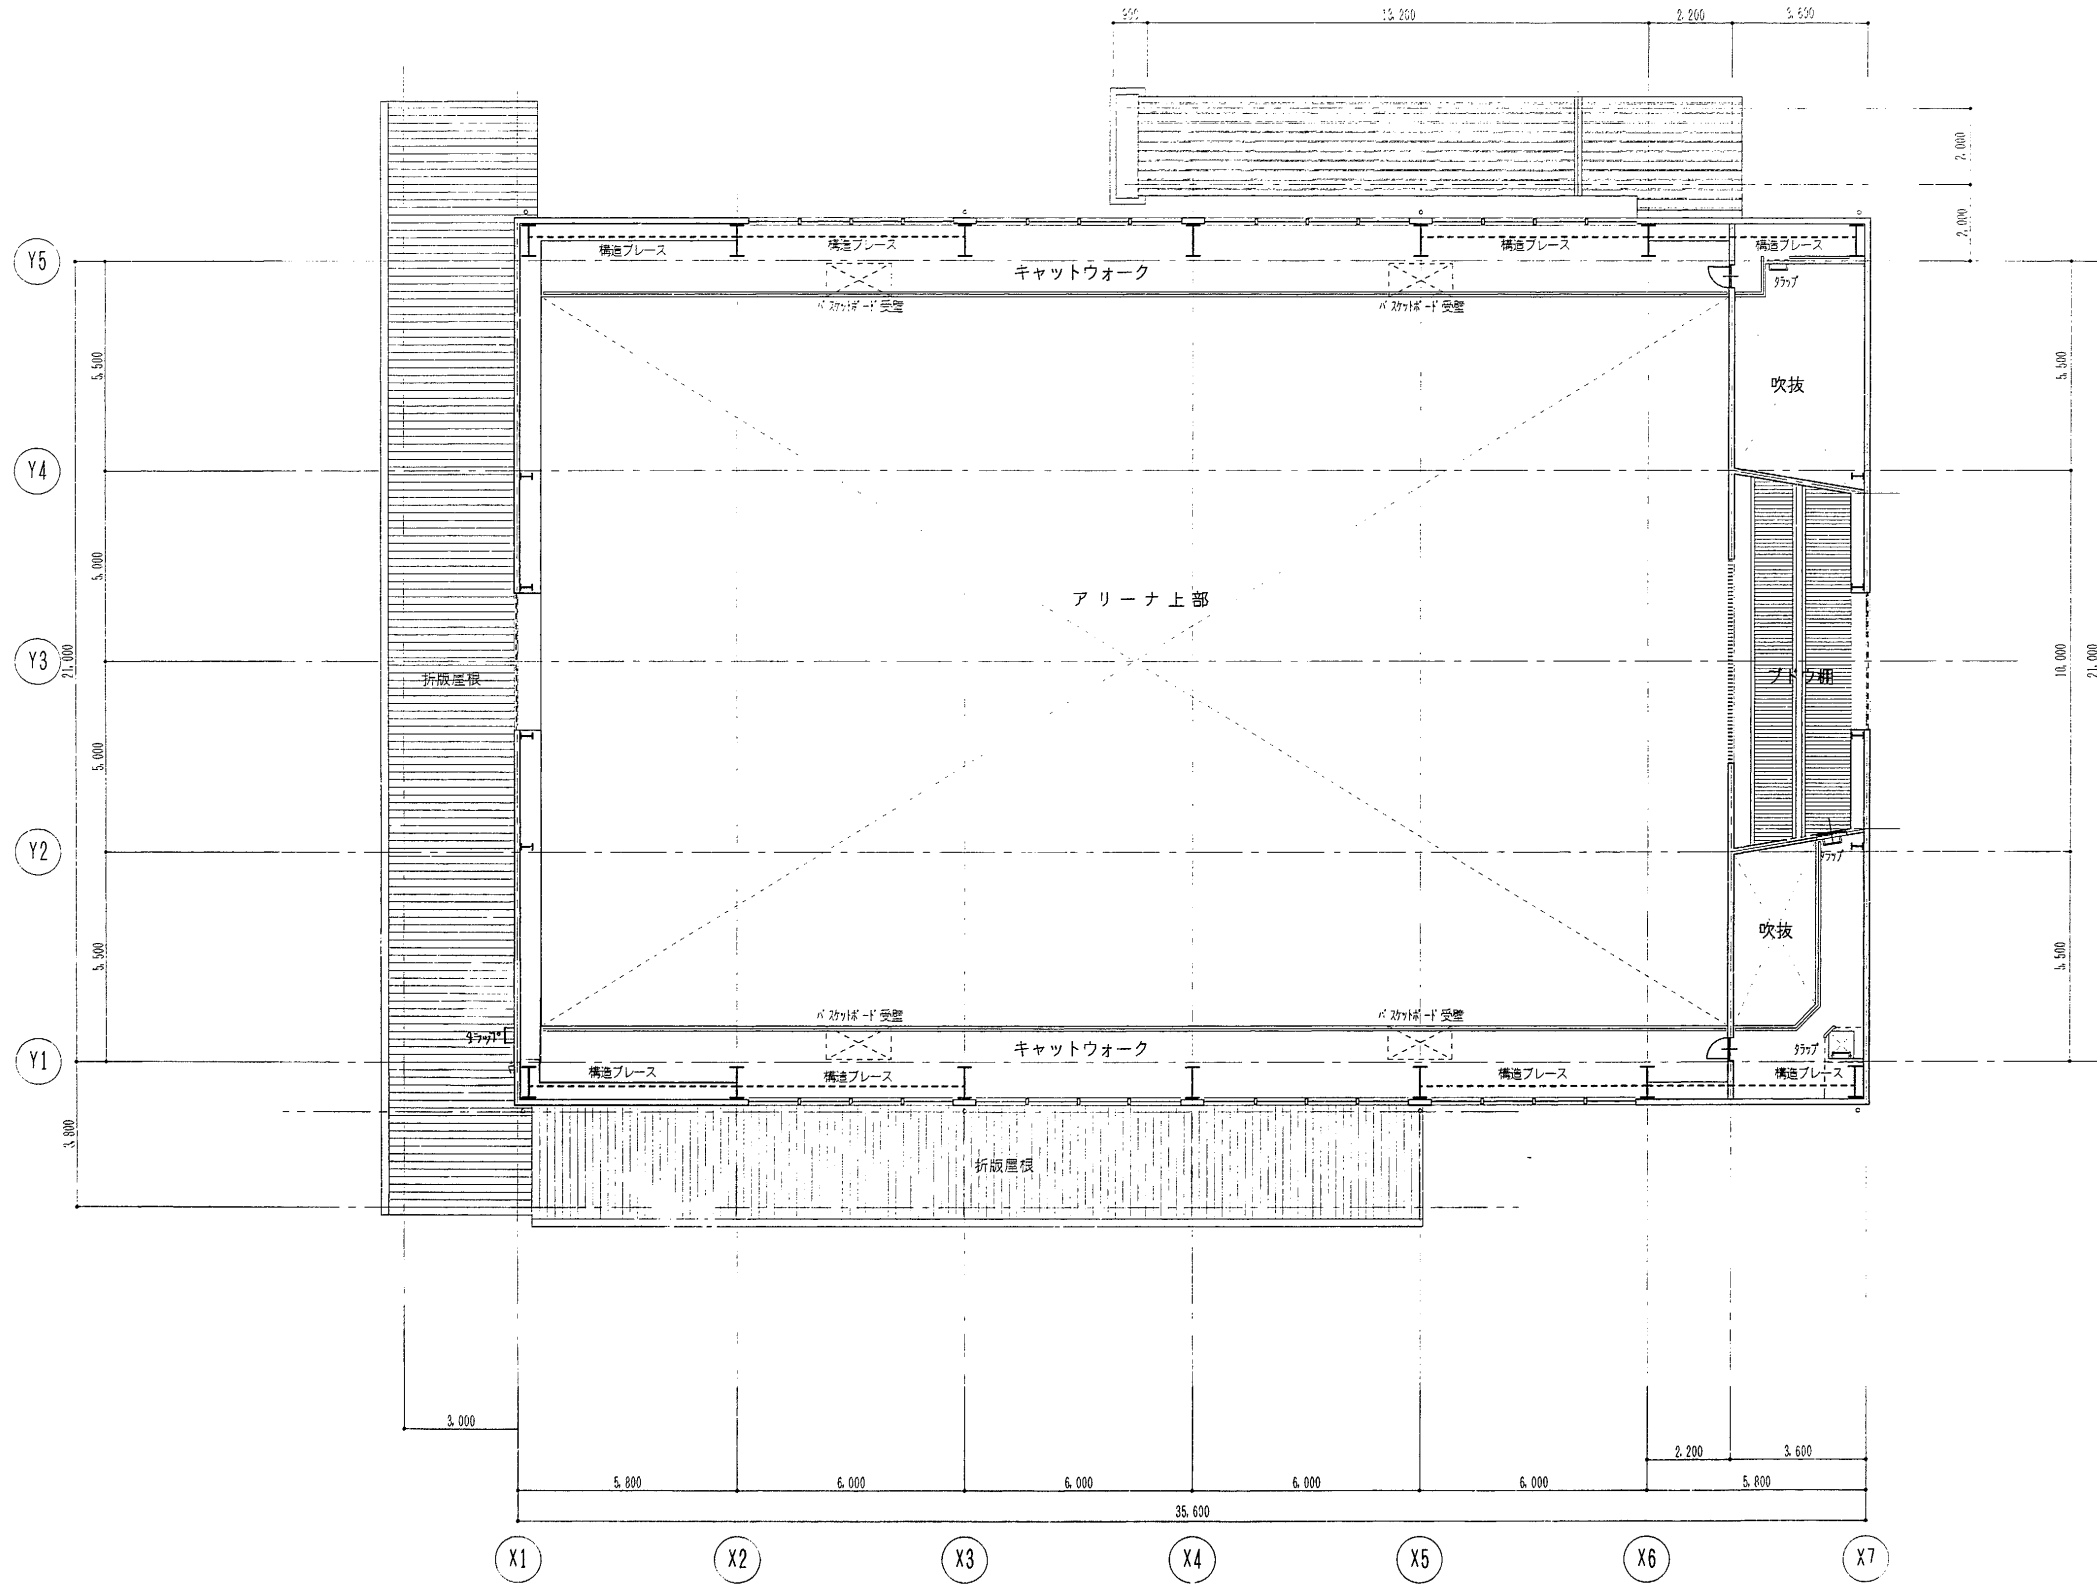 900
13,200
2,200
3,600
2,000
2,000
構造ブレース
構造ブレース
構造ブレース
構造ブレース
Y5
キャットウォーク
タラップ
バスケットボード受壁
バスケットボード受壁
5,500
5,500
吹抜
Y4
5,000
アリーナ上部
Y3
21,000
折版屋根
ブドウ棚
10,000
21,000
5,000
Y2
タラップ
吹抜
5,500
5,500
バスケットボード受壁
バスケットボード受壁
タラップ
キャットウォーク
タラップ
Y1
構造ブレース
構造ブレース
構造ブレース
構造ブレース
3,800
折版屋根
3,000
2,200
3,600
5,800
6,000
6,000
6,000
6,000
5,800
35,600
X1
X2
X3
X4
X5
X6
X7